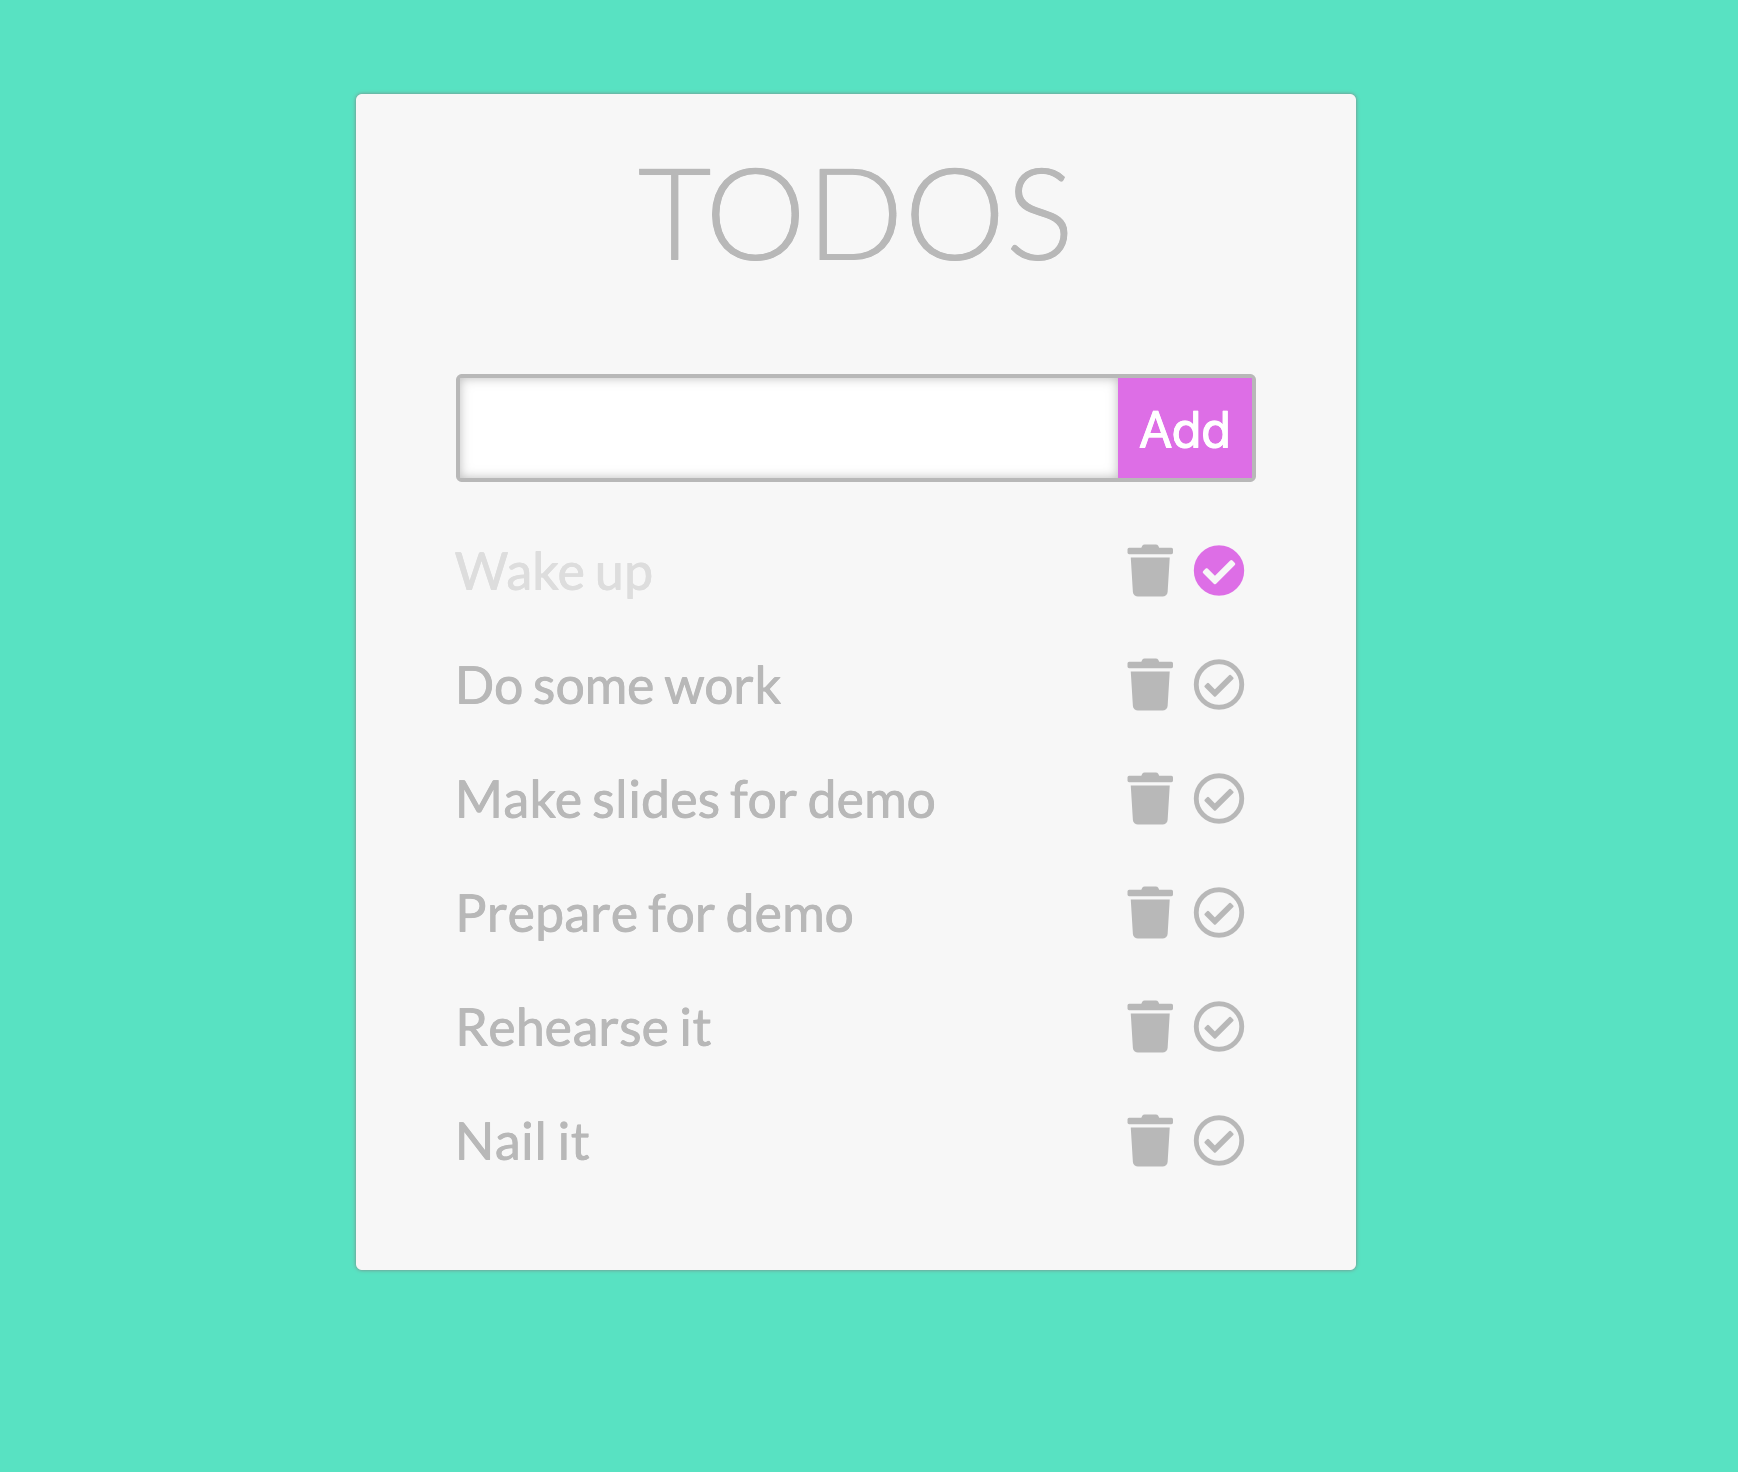 TODOS
Add
Wake up
Do some work
Make slides for demo
Prepare for demo
Rehearse it
Nail it